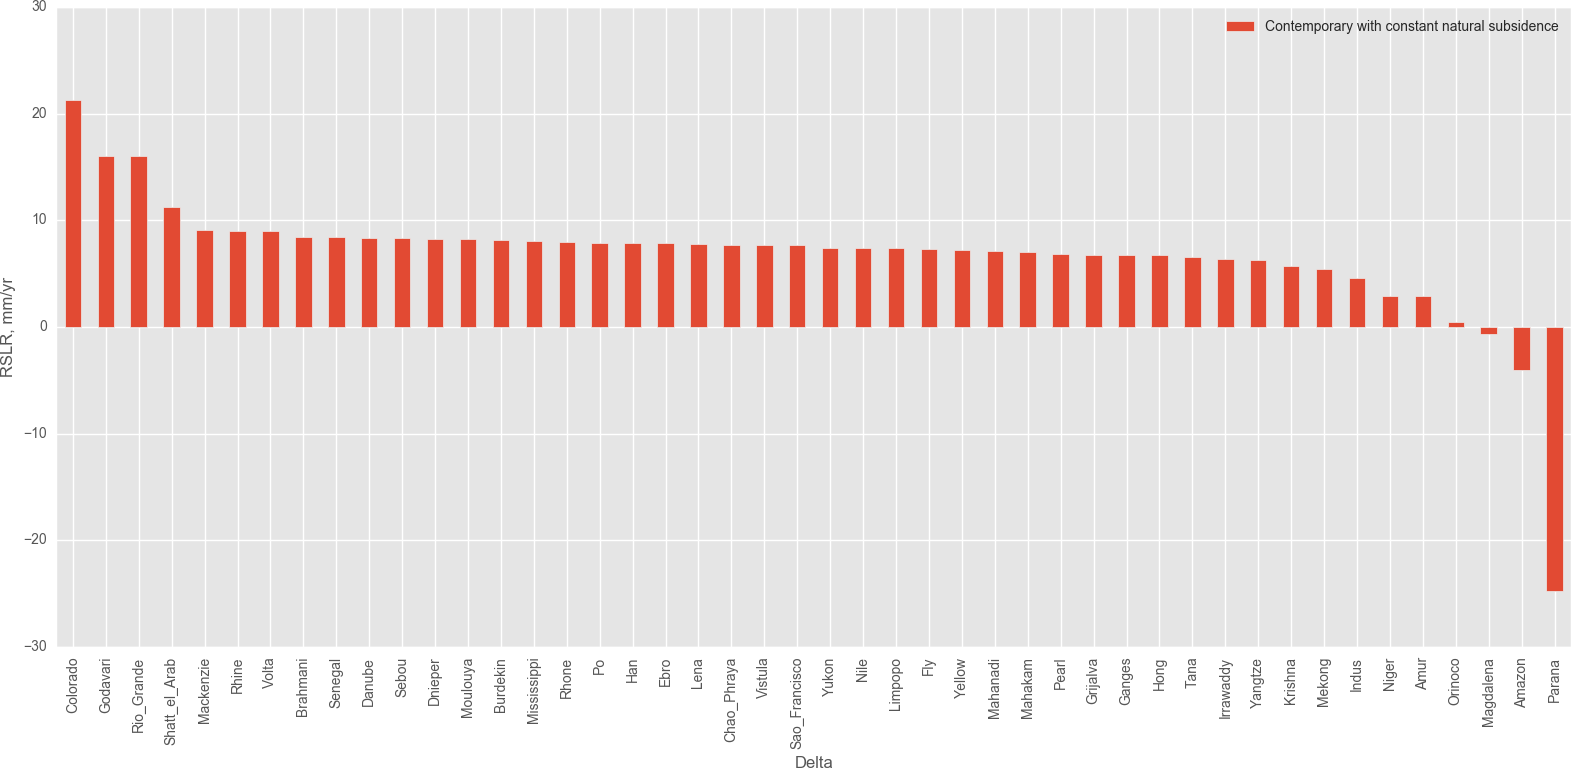 Contemporary with constant natural subsidence
RSLR, mm/yr
30
20
10
0
−10
−20
−30
Colorado
Godavari
Rio_Grande
Shatt_el_Arab
Mackenzie
Rhine
Volta
Brahmani
Senegal
Danube
Sebou
Dnieper
Moulouya
Burdekin
Mississippi
Rhone
Po
Han
Ebro
Lena
Chao_Phraya
Vistula
Sao_Francisco
Yukon
Nile
Limpopo
Fly
Yellow
Mahanadi
Mahakam
Pearl
Grijalva
Ganges
Hong
Tana
Irrawaddy
Yangtze
Krishna
Mekong
Indus
Niger
Amur
Orinoco
Magdalena
Amazon
Parana
Delta